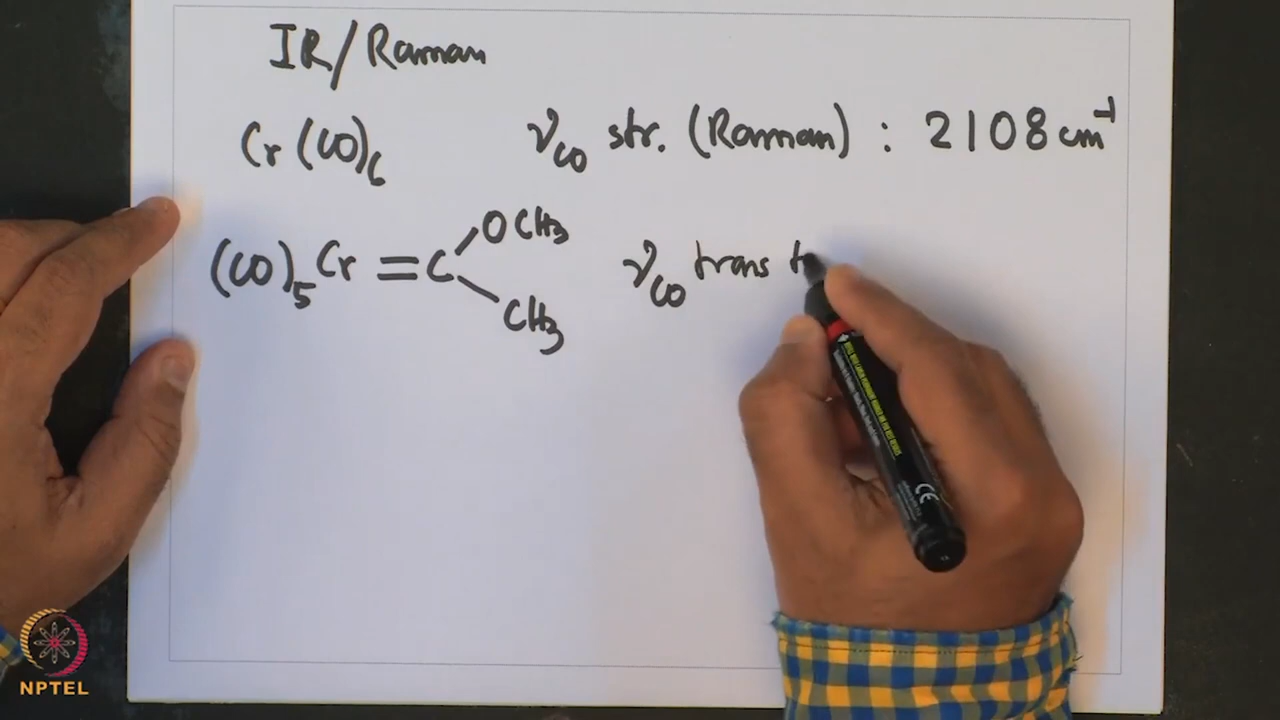 IR/Raman
Cr(CO)6 νCO str. (Raman) : 2108 cm⁻¹
OCH3
(CO)5Cr=C νCO trans t
CH3
NPTEL